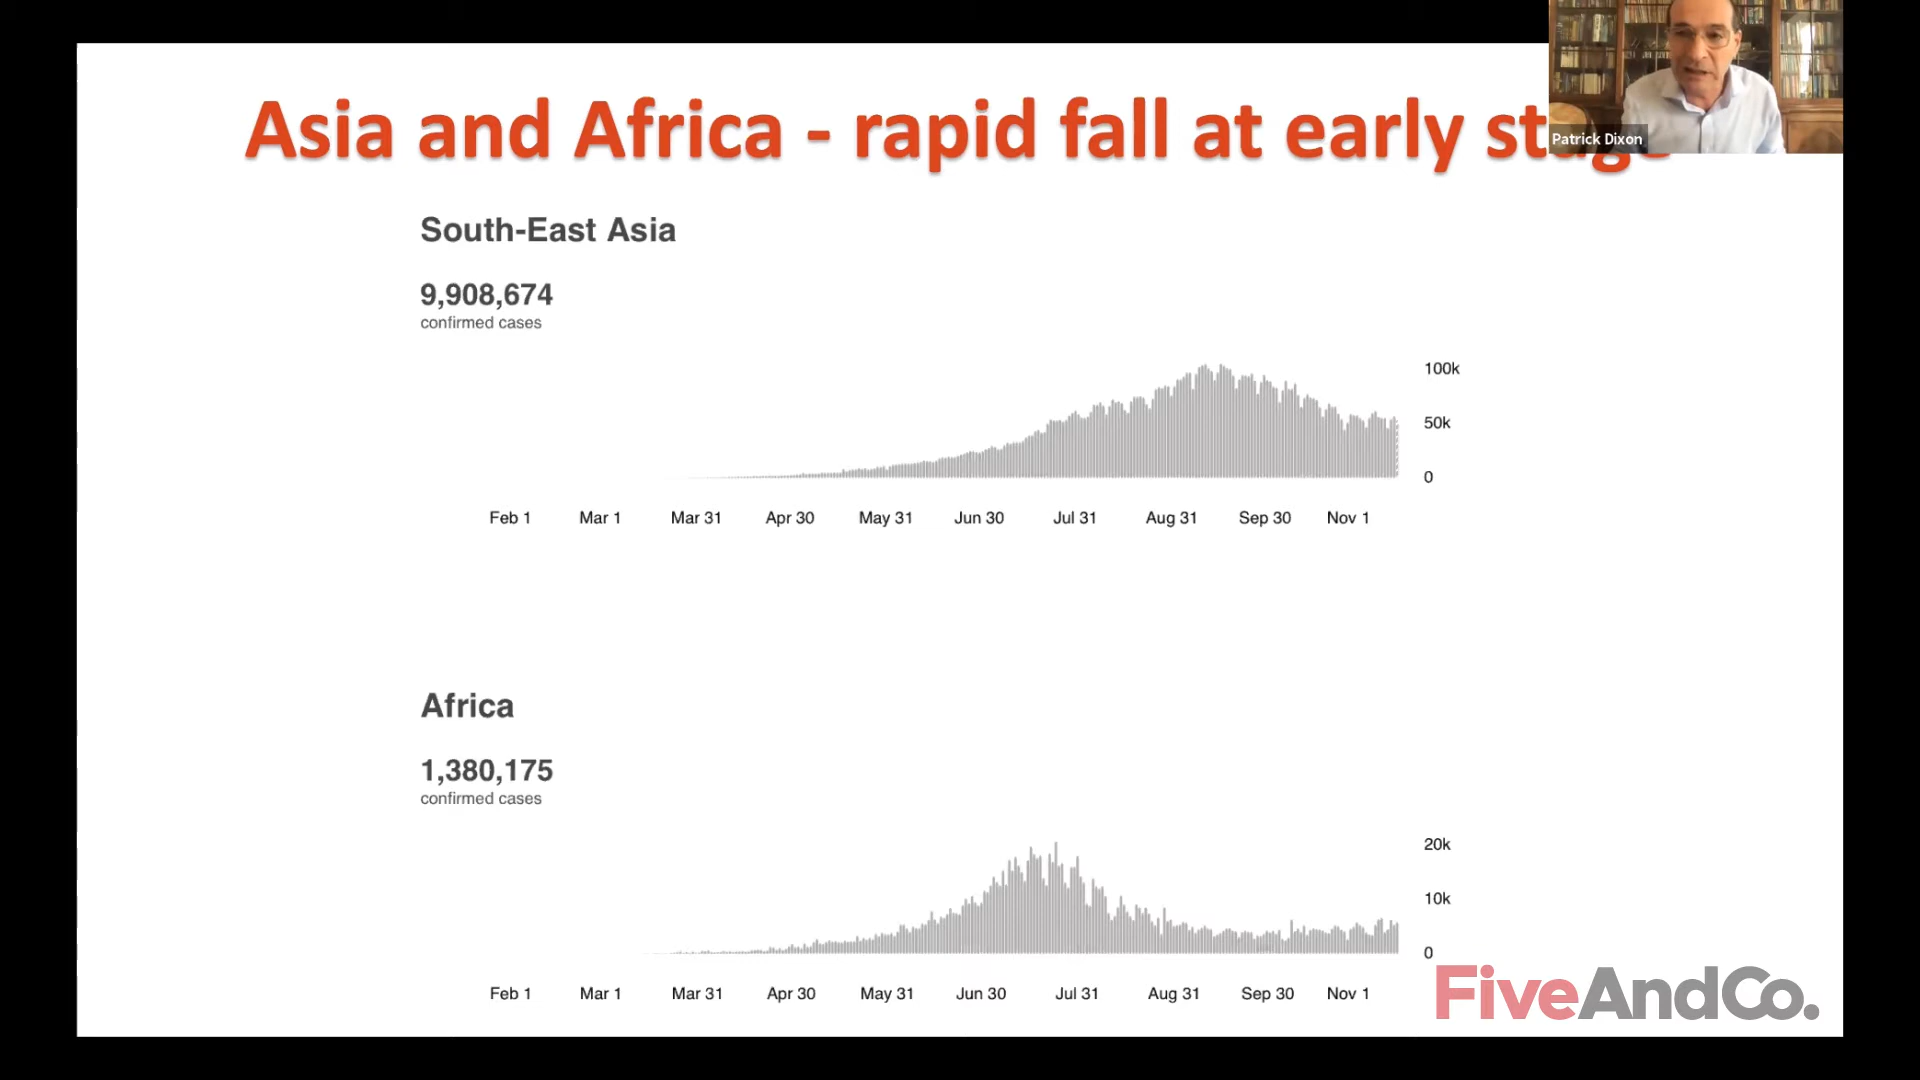 Asia and Africa - rapid fall at early
Patrick Dixon
South-East Asia
9,908,674
confirmed cases
100k
50k
0
Feb 1 Mar 1 Mar 31 Apr 30 May 31 Jun 30 Jul 31 Aug 31 Sep 30 Nov 1
Africa
1,380,175
confirmed cases
20k
10k
0
Feb 1 Mar 1 Mar 31 Apr 30 May 31 Jun 30 Jul 31 Aug 31 Sep 30 Nov 1
FiveAndCo.